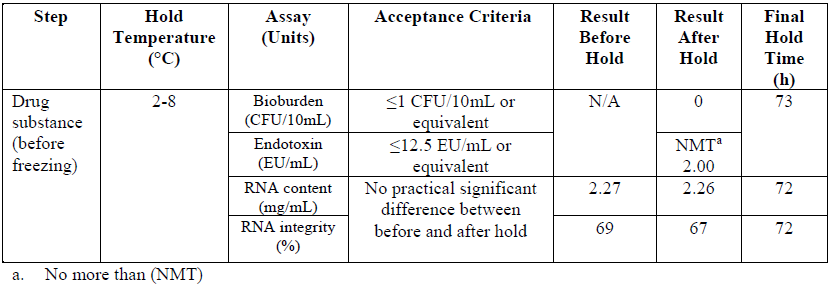 Step Hold Temperature (°C) Assay (Units) Acceptance Criteria Result Before Hold Result After Hold Final Hold Time (h)
Drug substance (before freezing) 2-8 Bioburden (CFU/10mL) ≤1 CFU/10mL or equivalent N/A 0 73
Endotoxin (EU/mL) ≤12.5 EU/mL or equivalent NMTᵃ 2.00
RNA content (mg/mL) No practical significant difference between before and after hold 2.27 2.26 72
RNA integrity (%) 69 67 72
a. No more than (NMT)